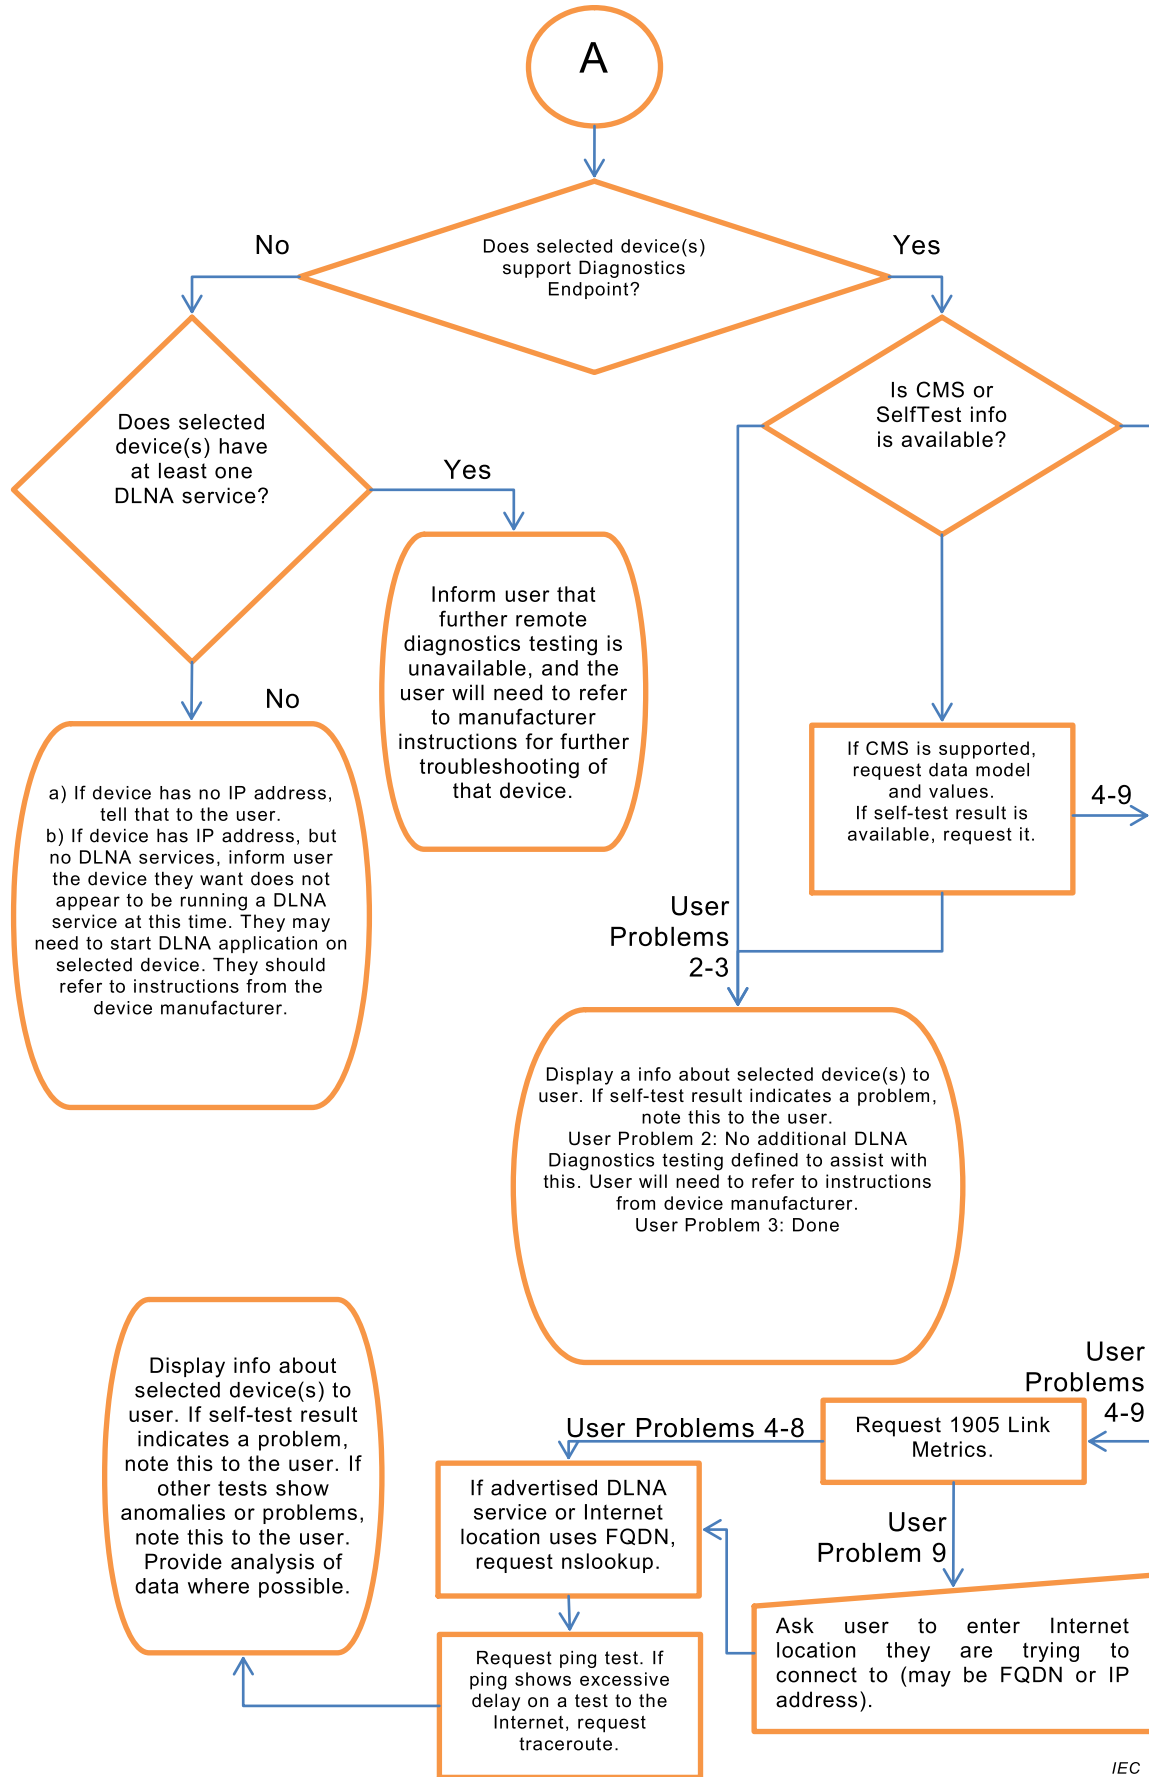 A
Does selected device(s)
support Diagnostics
Endpoint?
No
Yes
Does selected
device(s) have
at least one
DLNA service?
Is CMS or
SelfTest info
is available?
Yes
Inform user that
further remote
diagnostics testing is
unavailable, and the
user will need to refer
to manufacturer
instructions for further
troubleshooting of
that device.
No
a) If device has no IP address,
tell that to the user.
b) If device has IP address, but
no DLNA services, inform user
the device they want does not
appear to be running a DLNA
service at this time. They may
need to start DLNA application on
selected device. They should
refer to instructions from the
device manufacturer.
If CMS is supported,
request data model
and values.
If self-test result is
available, request it.
4-9
User
Problems
2-3
Display a info about selected device(s) to
user. If self-test result indicates a problem,
note this to the user.
User Problem 2: No additional DLNA
Diagnostics testing defined to assist with
this. User will need to refer to instructions
from device manufacturer.
User Problem 3: Done
User
Problems
4-9
Request 1905 Link
Metrics.
User Problems 4-8
Display info about
selected device(s) to
user. If self-test result
indicates a problem,
note this to the user. If
other tests show
anomalies or problems,
note this to the user.
Provide analysis of
data where possible.
If advertised DLNA
service or Internet
location uses FQDN,
request nslookup.
User
Problem 9
Ask user to enter Internet
location they are trying to
connect to (may be FQDN or IP
address).
Request ping test. If
ping shows excessive
delay on a test to the
Internet, request
traceroute.
IEC